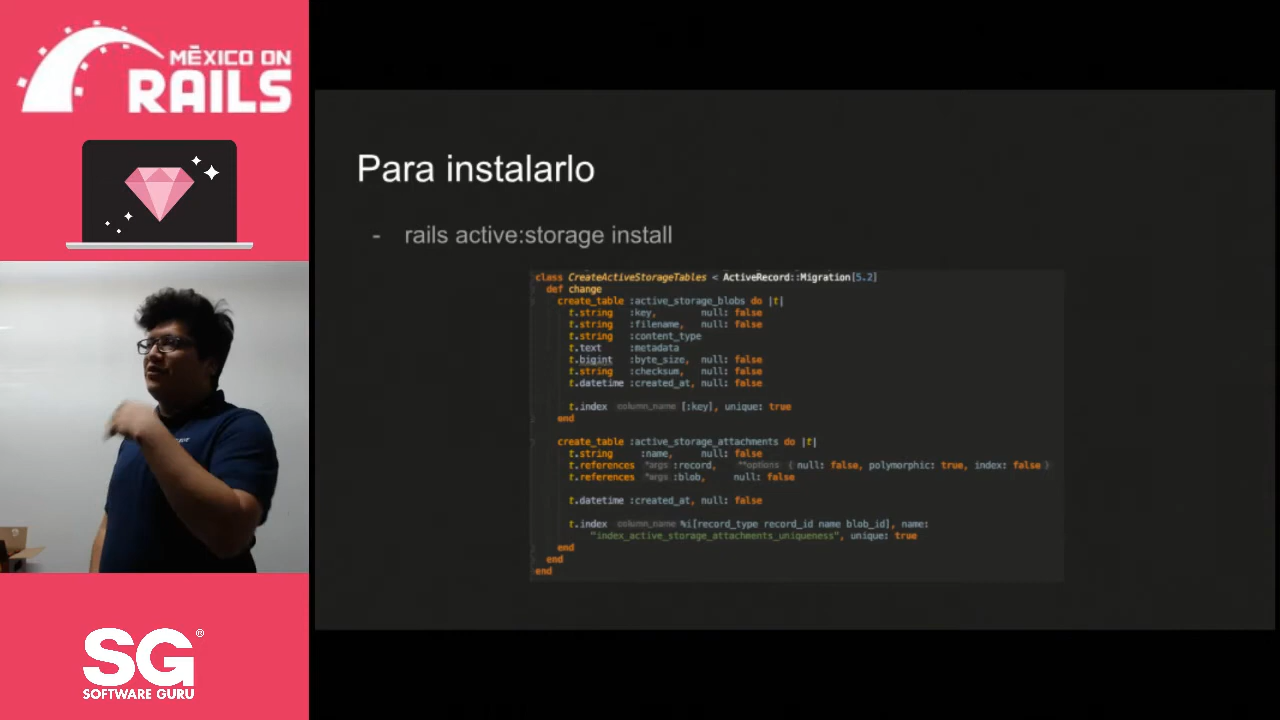 MĒXICO ON
RAILS
Para instalarlo
- rails active:storage install
class CreateActiveStorageTables < ActiveRecord::Migration[5.2]
def change
create_table :active_storage_blobs do |t|
t.string :key, null: false
t.string :filename, null: false
t.string :content_type
t.text :metadata
t.bigint :byte_size, null: false
t.string :checksum, null: false
t.datetime :created_at, null: false
t.index column_name [:key], unique: true
end
create_table :active_storage_attachments do |t|
t.string :name, null: false
t.references *args :record, **options { null: false, polymorphic: true, index: false }
t.references *args :blob, null: false
t.datetime :created_at, null: false
t.index column_name %i[record_type record_id name blob_id], name:
"index_active_storage_attachments_uniqueness", unique: true
end
end
end
SG®
SOFTWARE GURU